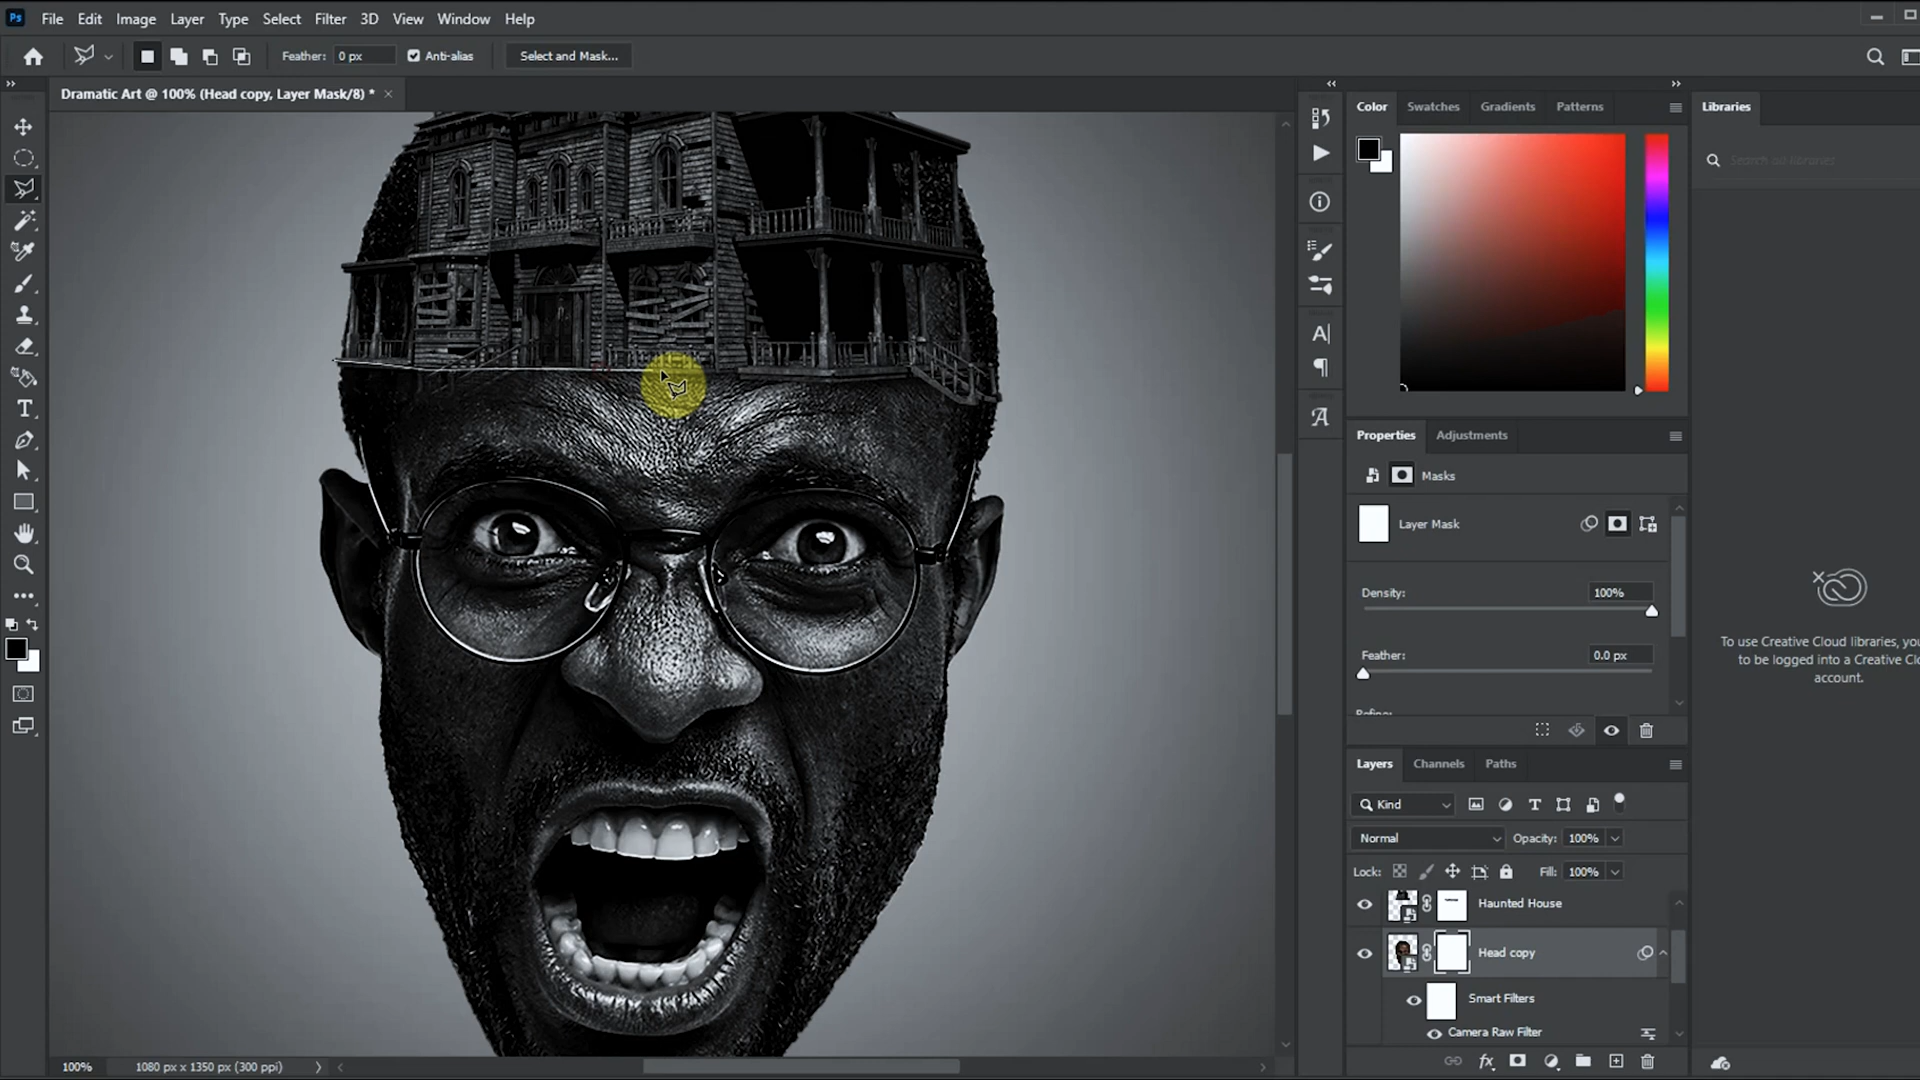 Ps File Edit Image Layer Type Select Filter 3D View Window Help
Feather: 0 px Anti-alias Select and Mask...
Dramatic Art @ 100% (Head copy, Layer Mask/8) * ×
Color Swatches Gradients Patterns
Libraries
Search all libraries
Properties Adjustments
Masks
Layer Mask
Density: 100%
Feather: 0.0 px
Refine:
To use Creative Cloud libraries, you
to be logged into a Creative Clo
account.
Layers Channels Paths
Kind
Normal Opacity: 100%
Lock: Fill: 100%
Haunted House
Head copy
Smart Filters
Camera Raw Filter
100% 1080 px x 1350 px (300 ppi)